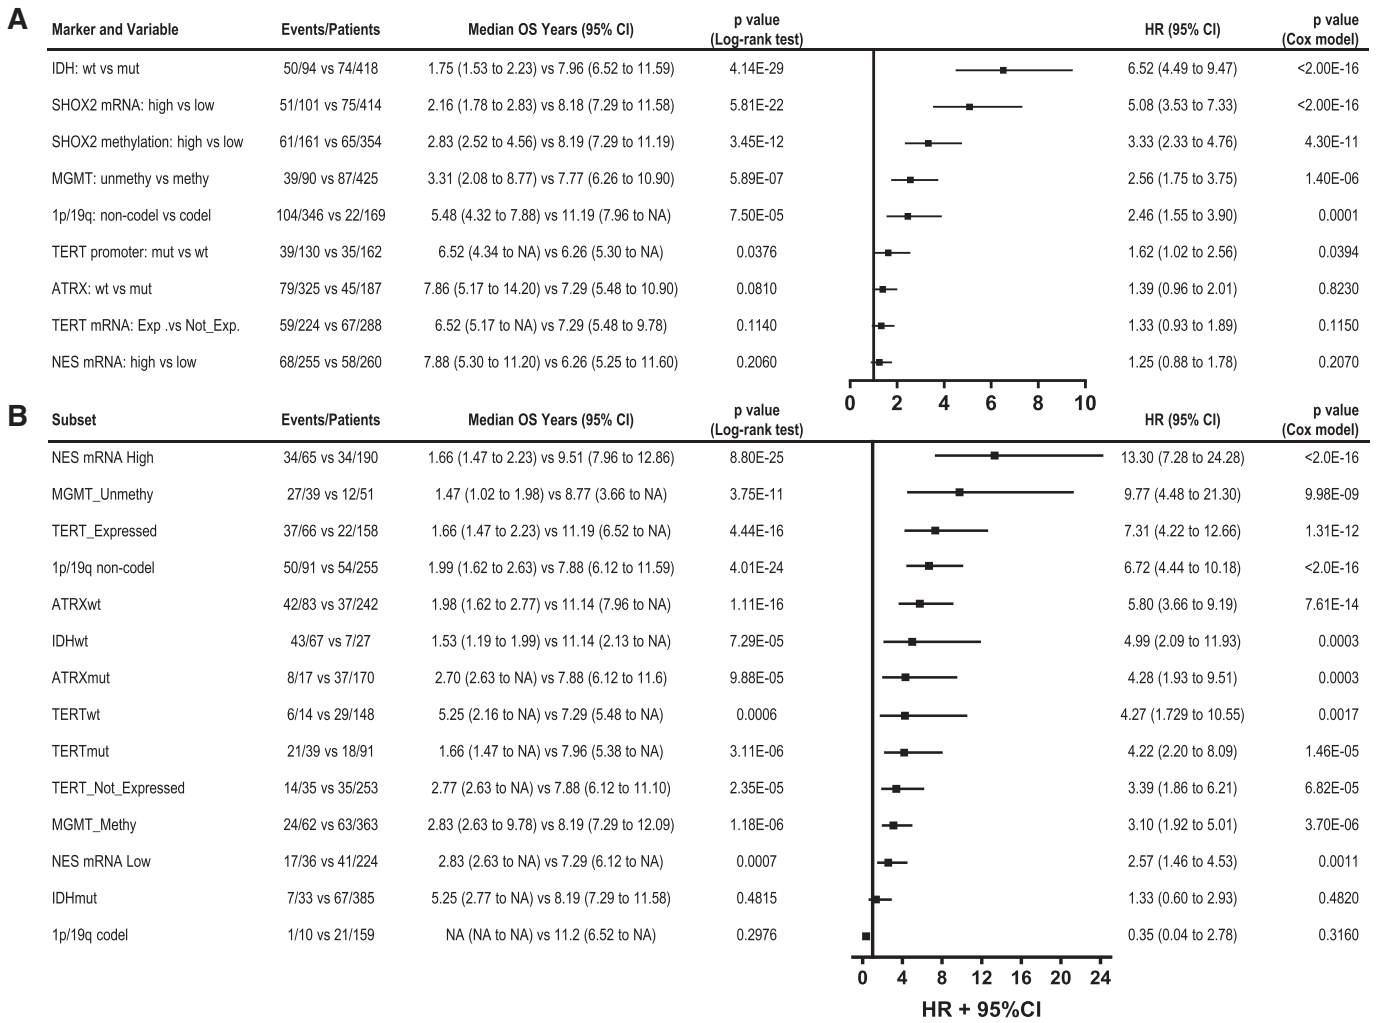 A
Marker and Variable Events/Patients Median OS Years (95% CI) p value (Log-rank test) HR (95% CI) p value (Cox model)
IDH: wt vs mut 50/94 vs 74/418 1.75 (1.53 to 2.23) vs 7.96 (6.52 to 11.59) 4.14E-29 6.52 (4.49 to 9.47) <2.00E-16
SHOX2 mRNA: high vs low 51/101 vs 75/414 2.16 (1.78 to 2.83) vs 8.18 (7.29 to 11.58) 5.81E-22 5.08 (3.53 to 7.33) <2.00E-16
SHOX2 methylation: high vs low 61/161 vs 65/354 2.83 (2.52 to 4.56) vs 8.19 (7.29 to 11.19) 3.45E-12 3.33 (2.33 to 4.76) 4.30E-11
MGMT: unmethy vs methy 39/90 vs 87/425 3.31 (2.08 to 8.77) vs 7.77 (6.26 to 10.90) 5.89E-07 2.56 (1.75 to 3.75) 1.40E-06
1p/19q: non-codel vs codel 104/346 vs 22/169 5.48 (4.32 to 7.88) vs 11.19 (7.96 to NA) 7.50E-05 2.46 (1.55 to 3.90) 0.0001
TERT promoter: mut vs wt 39/130 vs 35/162 6.52 (4.34 to NA) vs 6.26 (5.30 to NA) 0.0376 1.62 (1.02 to 2.56) 0.0394
ATRX: wt vs mut 79/325 vs 45/187 7.86 (5.17 to 14.20) vs 7.29 (5.48 to 10.90) 0.0810 1.39 (0.96 to 2.01) 0.8230
TERT mRNA: Exp .vs Not_Exp. 59/224 vs 67/288 6.52 (5.17 to NA) vs 7.29 (5.48 to 9.78) 0.1140 1.33 (0.93 to 1.89) 0.1150
NES mRNA: high vs low 68/255 vs 58/260 7.88 (5.30 to 11.20) vs 6.26 (5.25 to 11.60) 0.2060 1.25 (0.88 to 1.78) 0.2070
0 2 4 6 8 10
B
Subset Events/Patients Median OS Years (95% CI) p value (Log-rank test) HR (95% CI) p value (Cox model)
NES mRNA High 34/65 vs 34/190 1.66 (1.47 to 2.23) vs 9.51 (7.96 to 12.86) 8.80E-25 13.30 (7.28 to 24.28) <2.0E-16
MGMT_Unmethy 27/39 vs 12/51 1.47 (1.02 to 1.98) vs 8.77 (3.66 to NA) 3.75E-11 9.77 (4.48 to 21.30) 9.98E-09
TERT_Expressed 37/66 vs 22/158 1.66 (1.47 to 2.23) vs 11.19 (6.52 to NA) 4.44E-16 7.31 (4.22 to 12.66) 1.31E-12
1p/19q non-codel 50/91 vs 54/255 1.99 (1.62 to 2.63) vs 7.88 (6.12 to 11.59) 4.01E-24 6.72 (4.44 to 10.18) <2.0E-16
ATRXwt 42/83 vs 37/242 1.98 (1.62 to 2.77) vs 11.14 (7.96 to NA) 1.11E-16 5.80 (3.66 to 9.19) 7.61E-14
IDHwt 43/67 vs 7/27 1.53 (1.19 to 1.99) vs 11.14 (2.13 to NA) 7.29E-05 4.99 (2.09 to 11.93) 0.0003
ATRXmut 8/17 vs 37/170 2.70 (2.63 to NA) vs 7.88 (6.12 to 11.6) 9.88E-05 4.28 (1.93 to 9.51) 0.0003
TERTwt 6/14 vs 29/148 5.25 (2.16 to NA) vs 7.29 (5.48 to NA) 0.0006 4.27 (1.729 to 10.55) 0.0017
TERTmut 21/39 vs 18/91 1.66 (1.47 to NA) vs 7.96 (5.38 to NA) 3.11E-06 4.22 (2.20 to 8.09) 1.46E-05
TERT_Not_Expressed 14/35 vs 35/253 2.77 (2.63 to NA) vs 7.88 (6.12 to 11.10) 2.35E-05 3.39 (1.86 to 6.21) 6.82E-05
MGMT_Methy 24/62 vs 63/363 2.83 (2.63 to 9.78) vs 8.19 (7.29 to 12.09) 1.18E-06 3.10 (1.92 to 5.01) 3.70E-06
NES mRNA Low 17/36 vs 41/224 2.83 (2.63 to NA) vs 7.29 (6.12 to NA) 0.0007 2.57 (1.46 to 4.53) 0.0011
IDHmut 7/33 vs 67/385 5.25 (2.77 to NA) vs 8.19 (7.29 to 11.58) 0.4815 1.33 (0.60 to 2.93) 0.4820
1p/19q codel 1/10 vs 21/159 NA (NA to NA) vs 11.2 (6.52 to NA) 0.2976 0.35 (0.04 to 2.78) 0.3160
0 4 8 12 16 20 24
HR + 95%CI